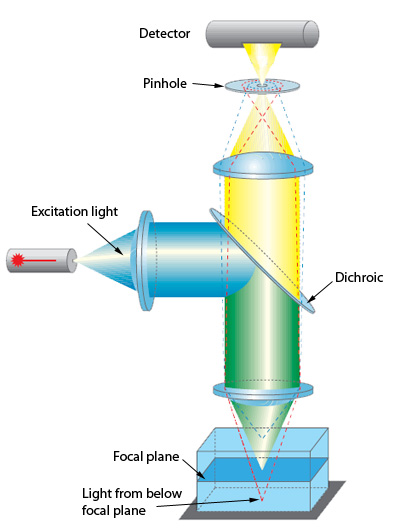 Detector
Pinhole
Excitation light
Dichroic
Focal plane
Light from below
focal plane